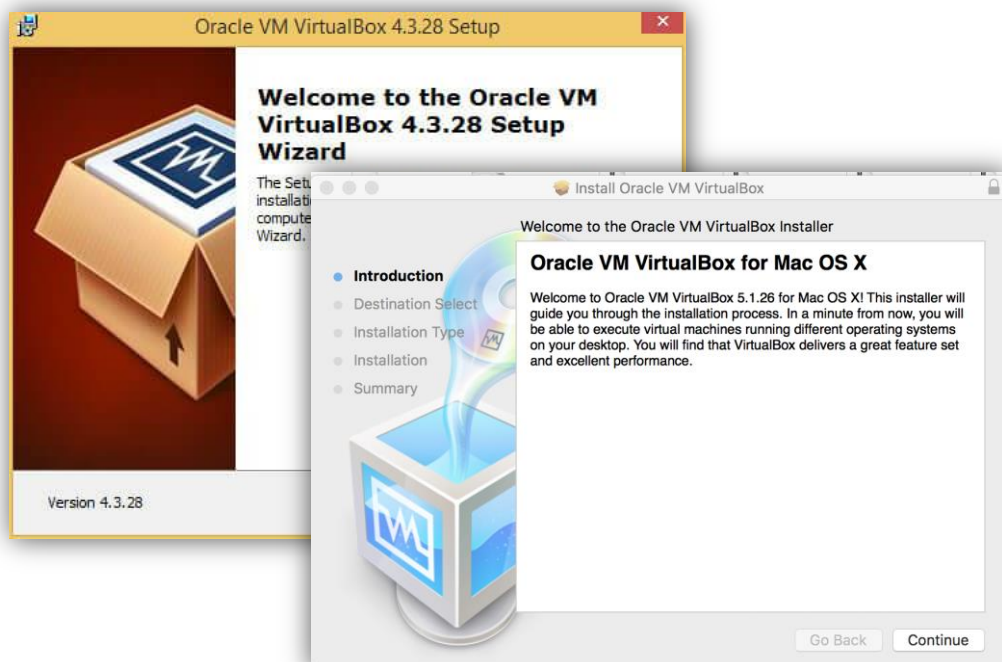 Oracle VM VirtualBox 4.3.28 Setup
Welcome to the Oracle VM
VirtualBox 4.3.28 Setup
Wizard
The
installati
compute
Wizard.
Version 4.3.28
Install Oracle VM VirtualBox
Welcome to the Oracle VM VirtualBox Installer
Introduction
Destination Select
Installation Type
Installation
Summary
Oracle VM VirtualBox for Mac OS X
Welcome to Oracle VM VirtualBox 5.1.26 for Mac OS X! This installer will
guide you through the installation process. In a minute from now, you will
be able to execute virtual machines running different operating systems
on your desktop. You will find that VirtualBox delivers a great feature set
and excellent performance.
Go Back
Continue